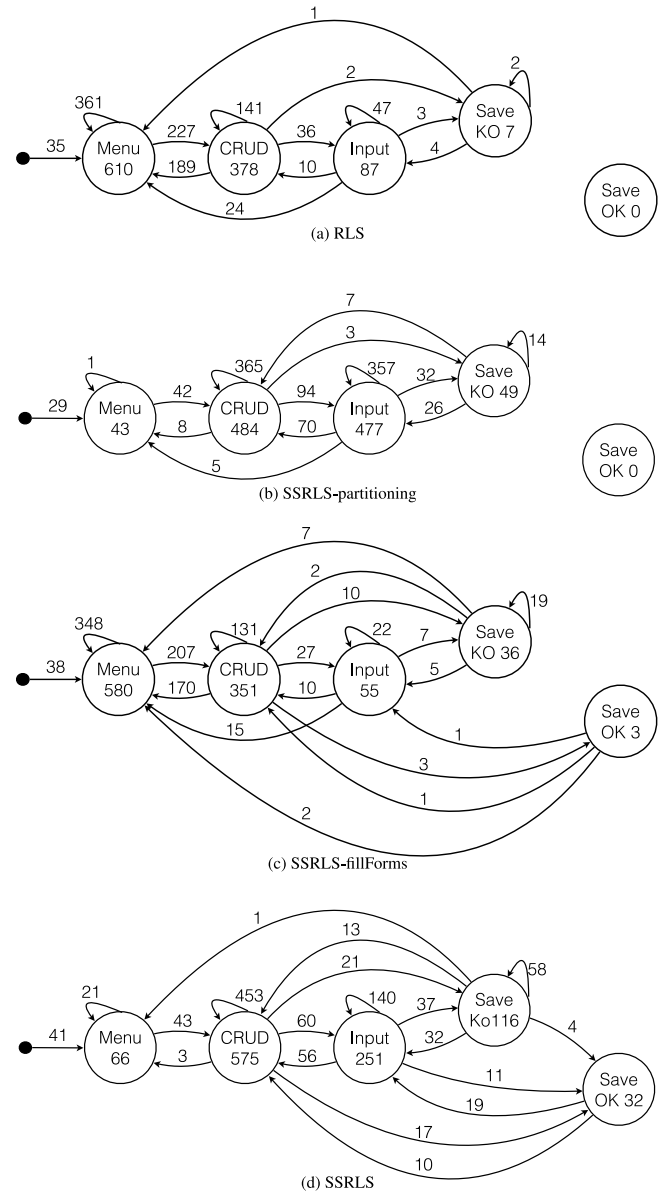 1
361
141
2
47
3
2
Save
KO 7
35
Menu
610
227
189
CRUD
378
36
10
Input
87
4
24
Save
OK 0
(a) RLS
7
3
14
1
365
357
32
Save
KO 49
29
Menu
43
42
8
CRUD
484
94
70
Input
477
26
5
Save
OK 0
(b) SSRLS-partitioning
7
2
10
19
348
131
22
7
Save
KO 36
38
Menu
580
207
170
CRUD
351
27
10
Input
55
5
15
1
Save
OK 3
3
1
2
(c) SSRLS-fillForms
1
13
21
58
21
453
140
37
Save
Ko116
4
41
Menu
66
43
3
CRUD
575
60
56
Input
251
32
11
19
Save
OK 32
17
10
(d) SSRLS